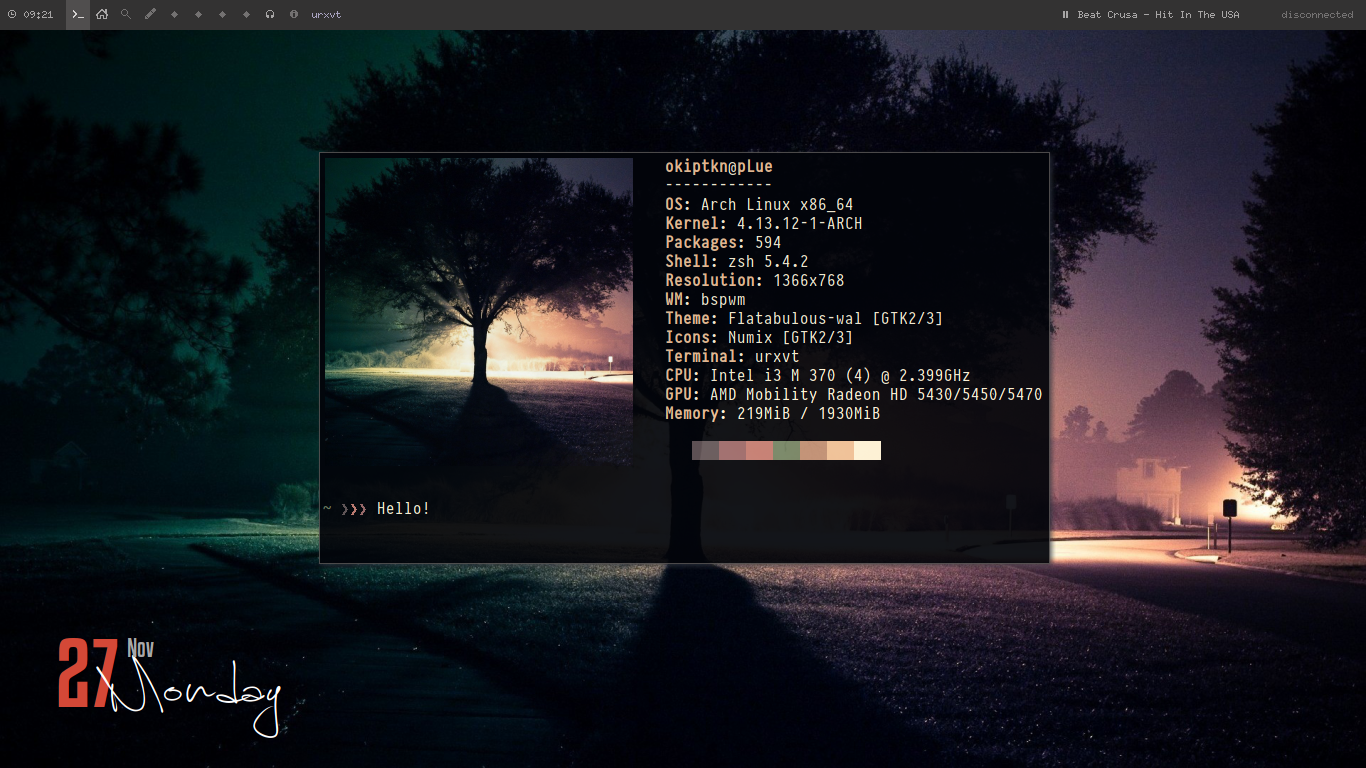 09:21
urxvt
Beat Crusa - Hit In The USA
disconnected
okiptkn@pLue
------------
OS: Arch Linux x86_64
Kernel: 4.13.12-1-ARCH
Packages: 594
Shell: zsh 5.4.2
Resolution: 1366x768
WM: bspwm
Theme: Flatabulous-wal [GTK2/3]
Icons: Numix [GTK2/3]
Terminal: urxvt
CPU: Intel i3 M 370 (4) @ 2.399GHz
GPU: AMD Mobility Radeon HD 5430/5450/5470
Memory: 219MiB / 1930MiB
~ ❯❯❯ Hello!
27 Nov
Monday